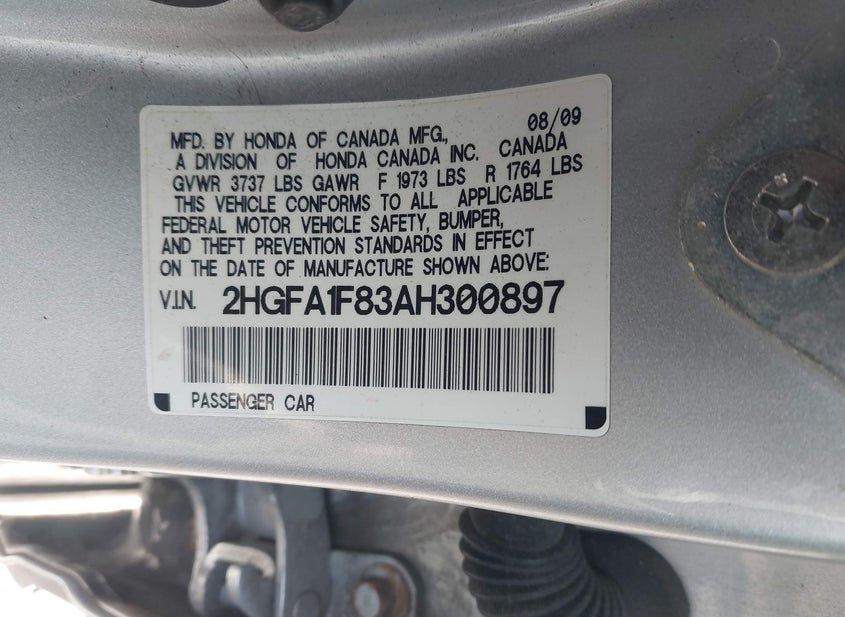 08/09
MFD. BY HONDA OF CANADA MFG.,
A DIVISION OF HONDA CANADA INC. CANADA
GVWR 3737 LBS GAWR F 1973 LBS R 1764 LBS
THIS VEHICLE CONFORMS TO ALL APPLICABLE
FEDERAL MOTOR VEHICLE SAFETY, BUMPER,
AND THEFT PREVENTION STANDARDS IN EFFECT
ON THE DATE OF MANUFACTURE SHOWN ABOVE:
V.I.N. 2HGFA1F83AH300897
PASSENGER CAR